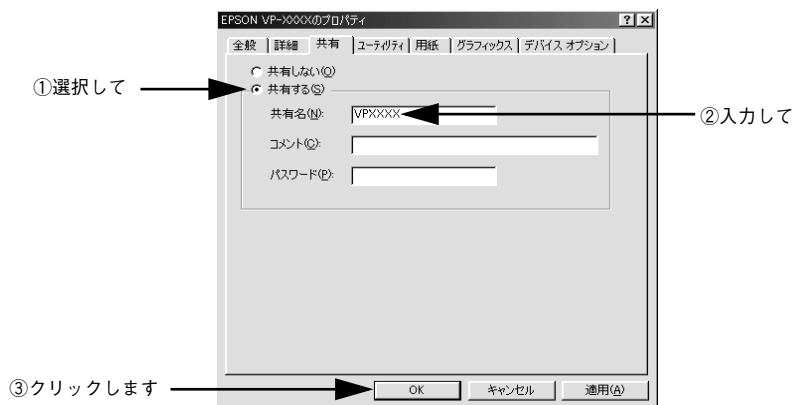 EPSON VP-XXXXのプロパティ
全般 詳細 共有 ユーティリティ 用紙 グラフィックス デバイス オプション
共有しない(O)
①選択して
共有する(S)
共有名(N): VPXXXX
②入力して
コメント(C):
パスワード(P):
③クリックします
OK キャンセル 適用(A)